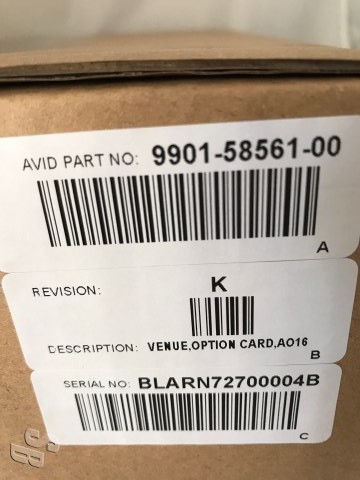 AVID PART NO: 9901-58561-00
A
REVISION: K
DESCRIPTION: VENUE,OPTION CARD,AO16
B
SERIAL NO: BLARN72700004B
C